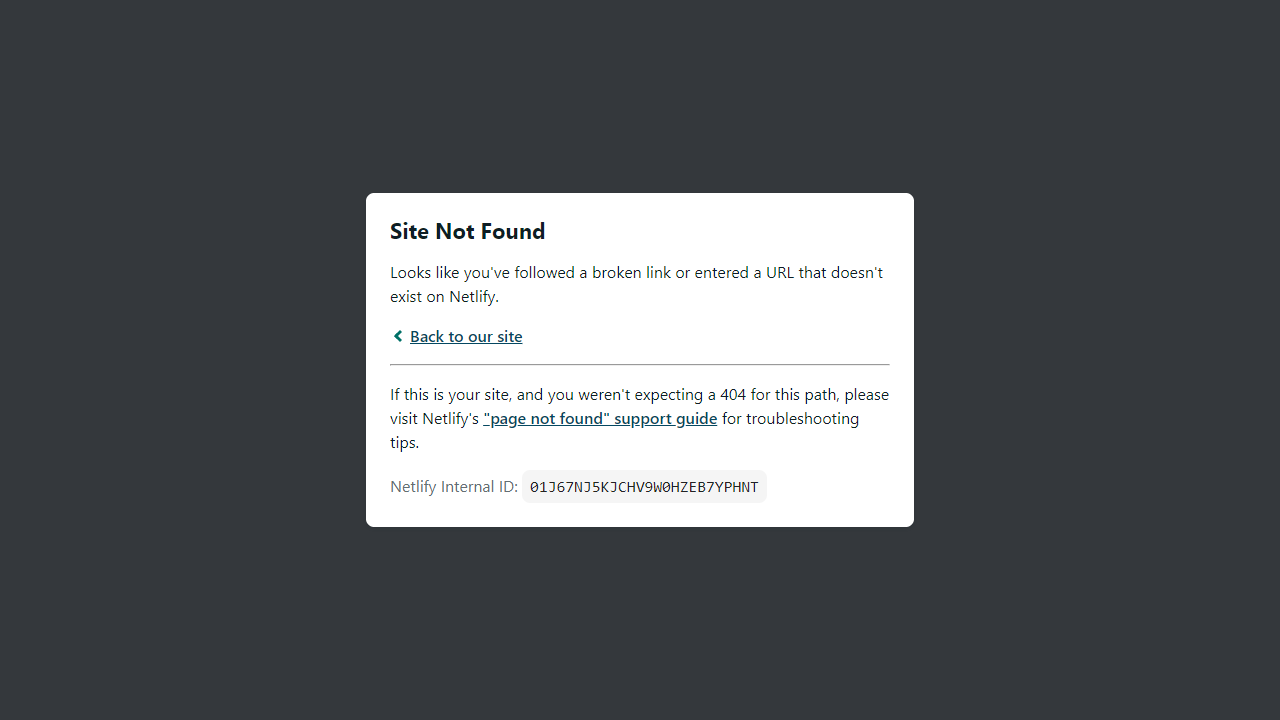 Site Not Found
Looks like you've followed a broken link or entered a URL that doesn't
exist on Netlify.
Back to our site
If this is your site, and you weren't expecting a 404 for this path, please
visit Netlify's "page not found" support guide for troubleshooting
tips.
Netlify Internal ID: 01J67NJ5KJCHV9W0HZEB7YPHNT